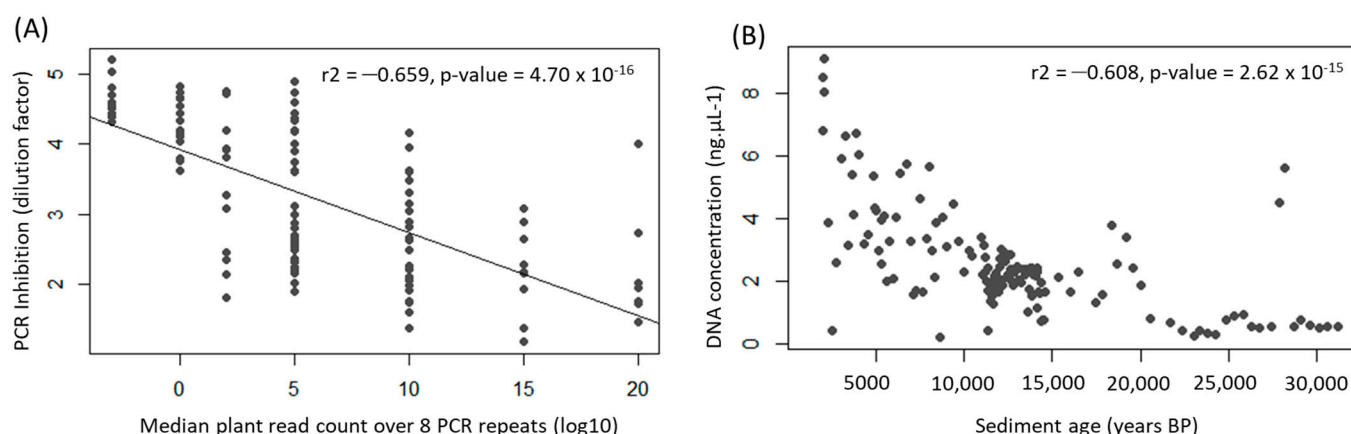 (A)
r2 = —0.659, p-value = 4.70 x 10⁻¹⁶
PCR Inhibition (dilution factor)
5
4
3
2
0 5 10 15 20
Median plant read count over 8 PCR repeats (log10)
(B)
r2 = —0.608, p-value = 2.62 x 10⁻¹⁵
DNA concentration (ng.µL-1)
8
6
4
2
0
5000 10,000 15,000 20,000 25,000 30,000
Sediment age (years BP)